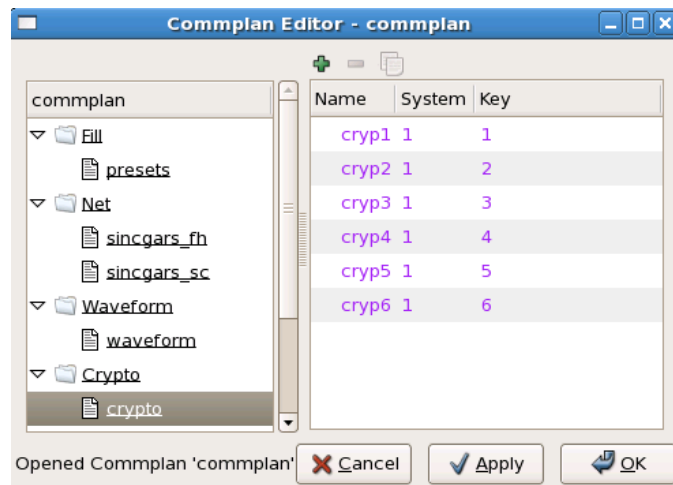 Commplan Editor - commplan
commplan
Fill
presets
Net
sincgars_fh
sincgars_sc
Waveform
waveform
Crypto
crypto
Name System Key
cryp1 1 1
cryp2 1 2
cryp3 1 3
cryp4 1 4
cryp5 1 5
cryp6 1 6
Opened Commplan 'commplan' Cancel Apply OK